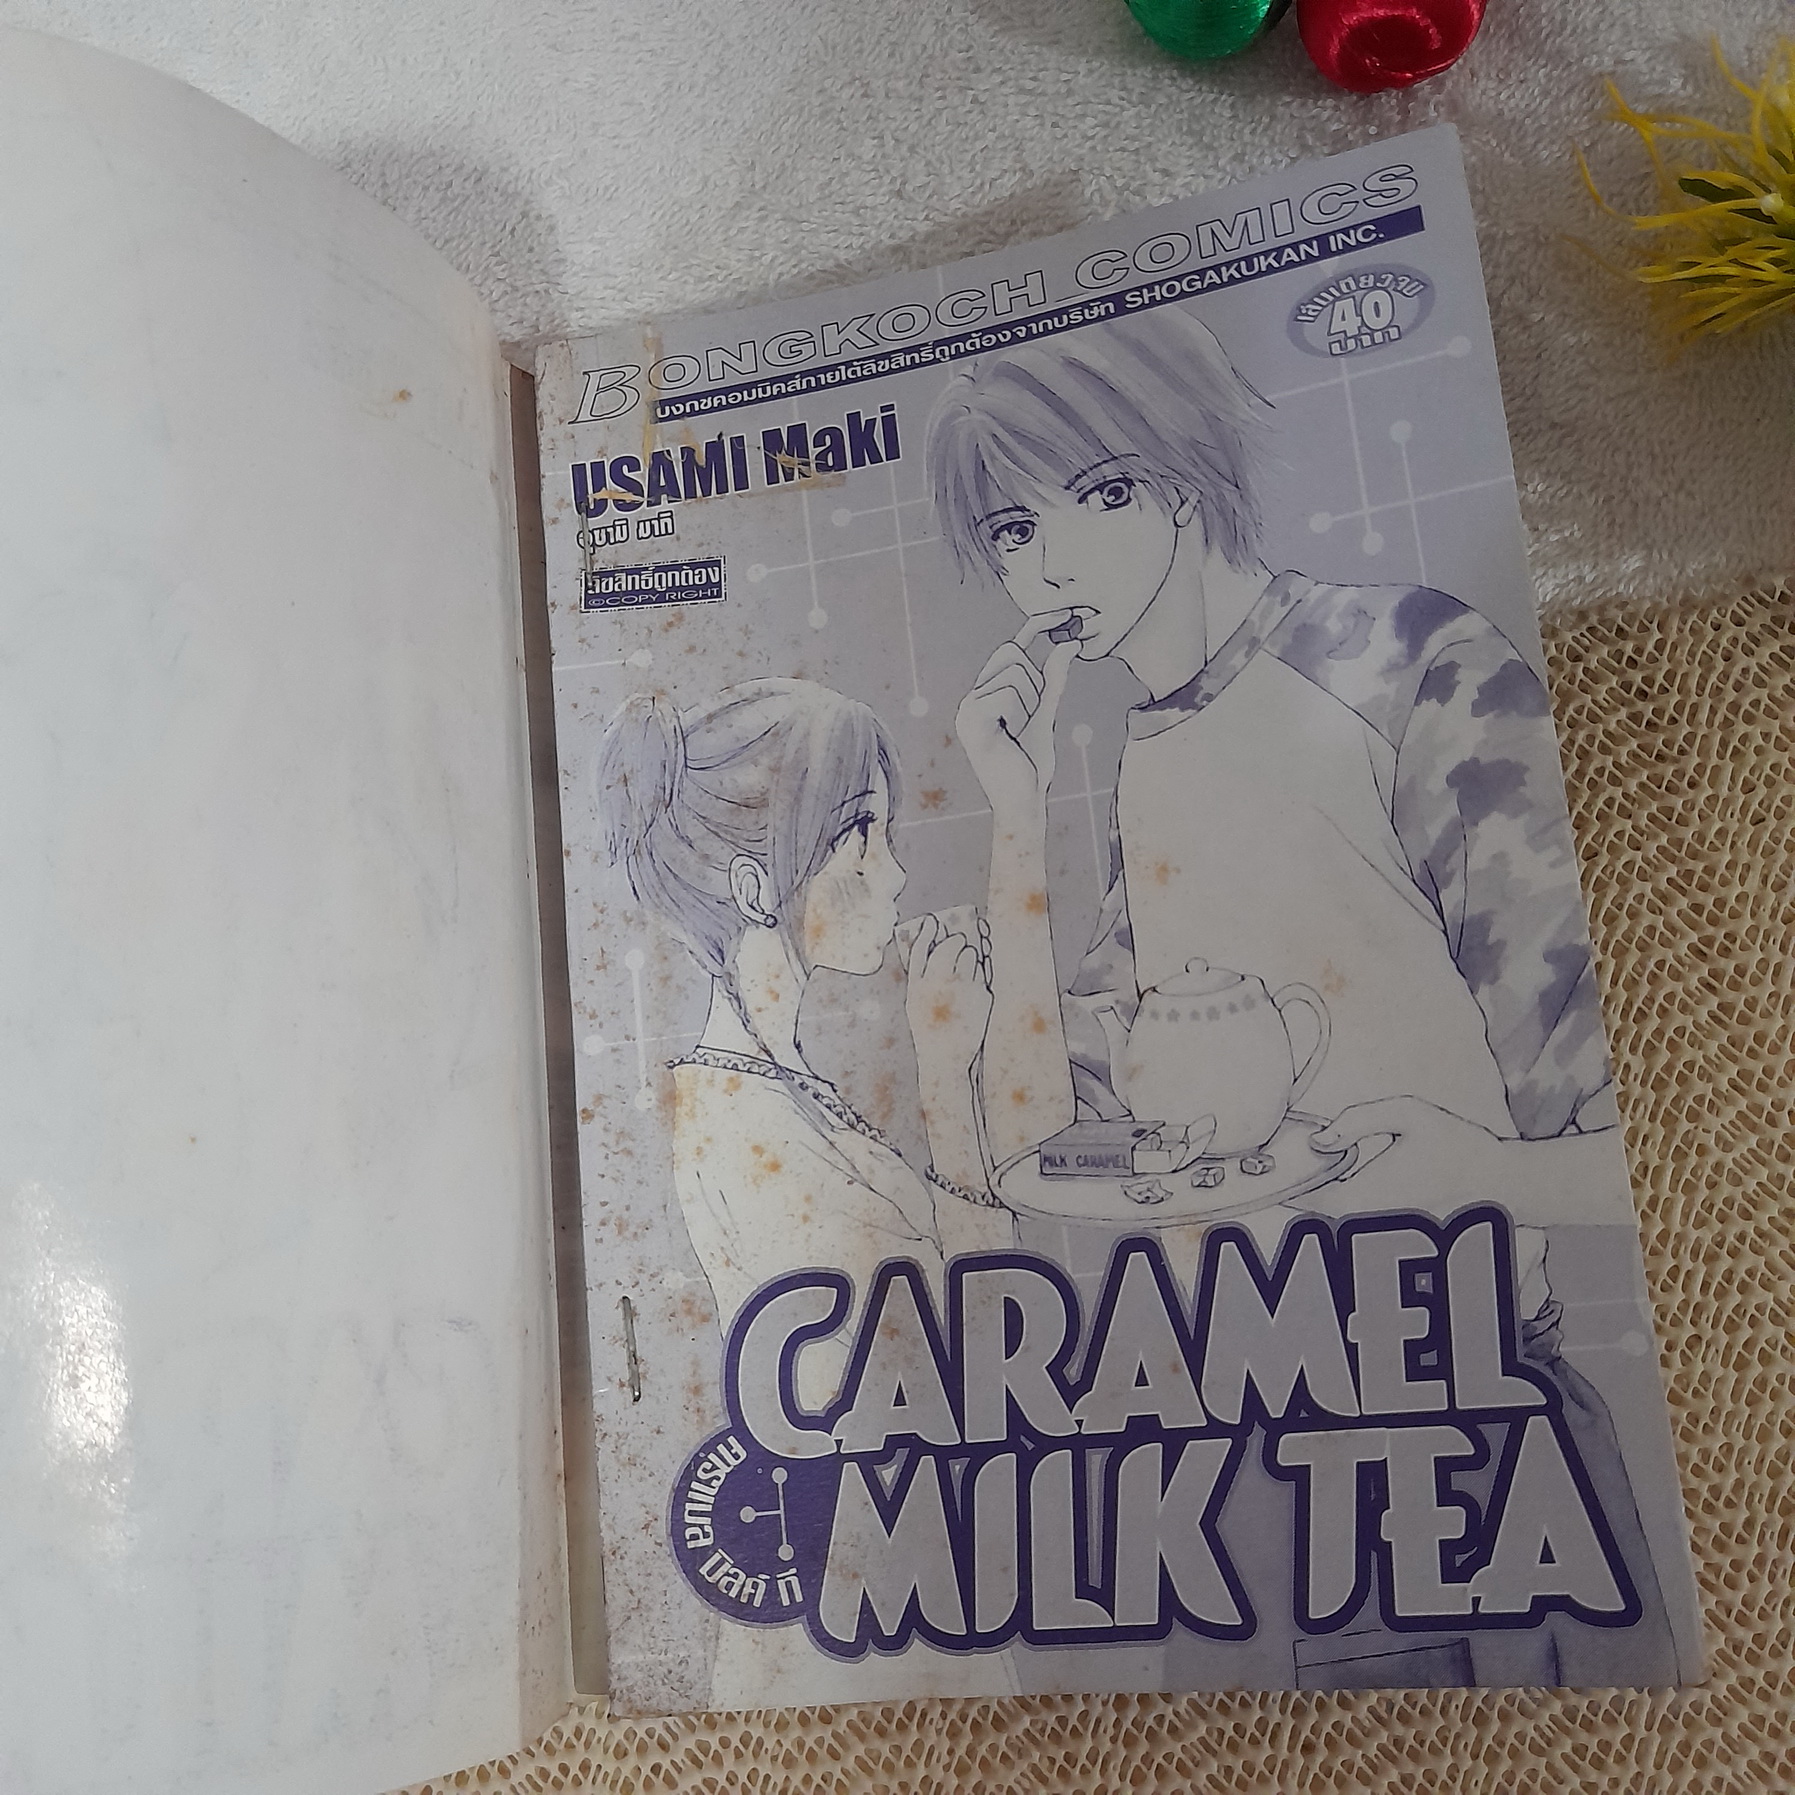 BONGKOCH COMICS
บงกชคอมมิคส์ภายใต้ลิขสิทธิ์ถูกต้องจากบริษัท SHOGAKUKAN INC.
เล่มเดียวจบ
40
บาท
USAMI Maki
อุซามิ มากิ
ลิขสิทธิ์ถูกต้อง
©COPY RIGHT
MILK CARAMEL
CARAMEL
MILK TEA
คาราเมล มิลค์ ที